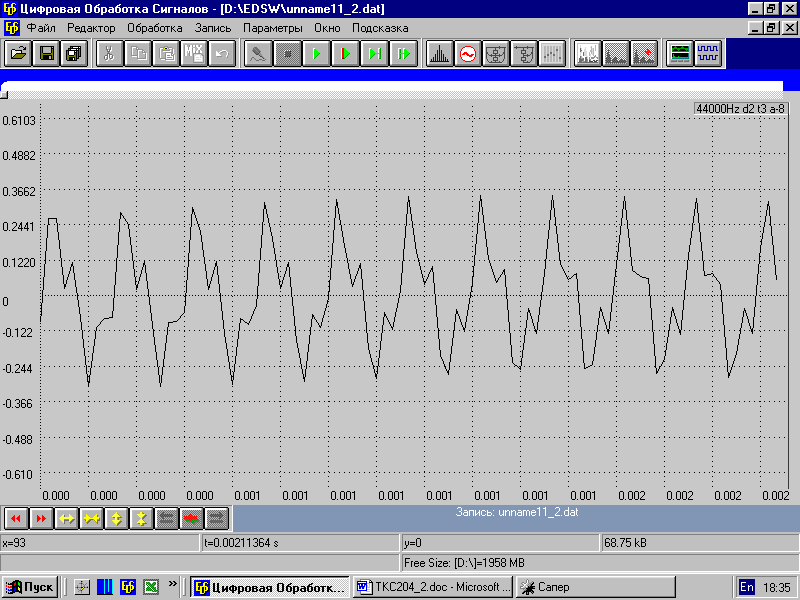 Цифровая Обработка Сигналов - [D:\EDSW\unname11_2.dat]
Файл Редактор Обработка Запись Параметры Окно Подсказка
MiX
44000Hz d2 t3 a-8
0.6103
0.4882
0.3662
0.2441
0.1220
0
-0.122
-0.244
-0.366
-0.488
-0.610
0.000 0.000 0.000 0.001 0.001 0.001 0.001 0.001 0.001 0.001 0.001 0.001 0.002 0.002 0.002 0.002
Запись: unname11_2.dat
x=93 t=0.00211364 s y=0 68.75 kB
Free Size: [D:\]=1958 MB
Пуск » Цифровая Обработк... TKC204_2.doc - Microsoft ... Сапер En 18:35